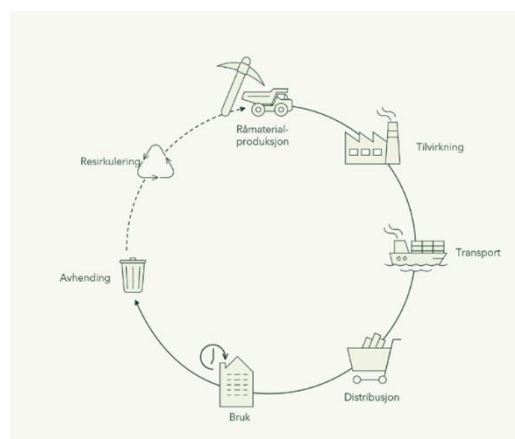 Råmaterial-
produksjon
Tilvirkning
Transport
Distribusjon
Bruk
Avhending
Resirkulering